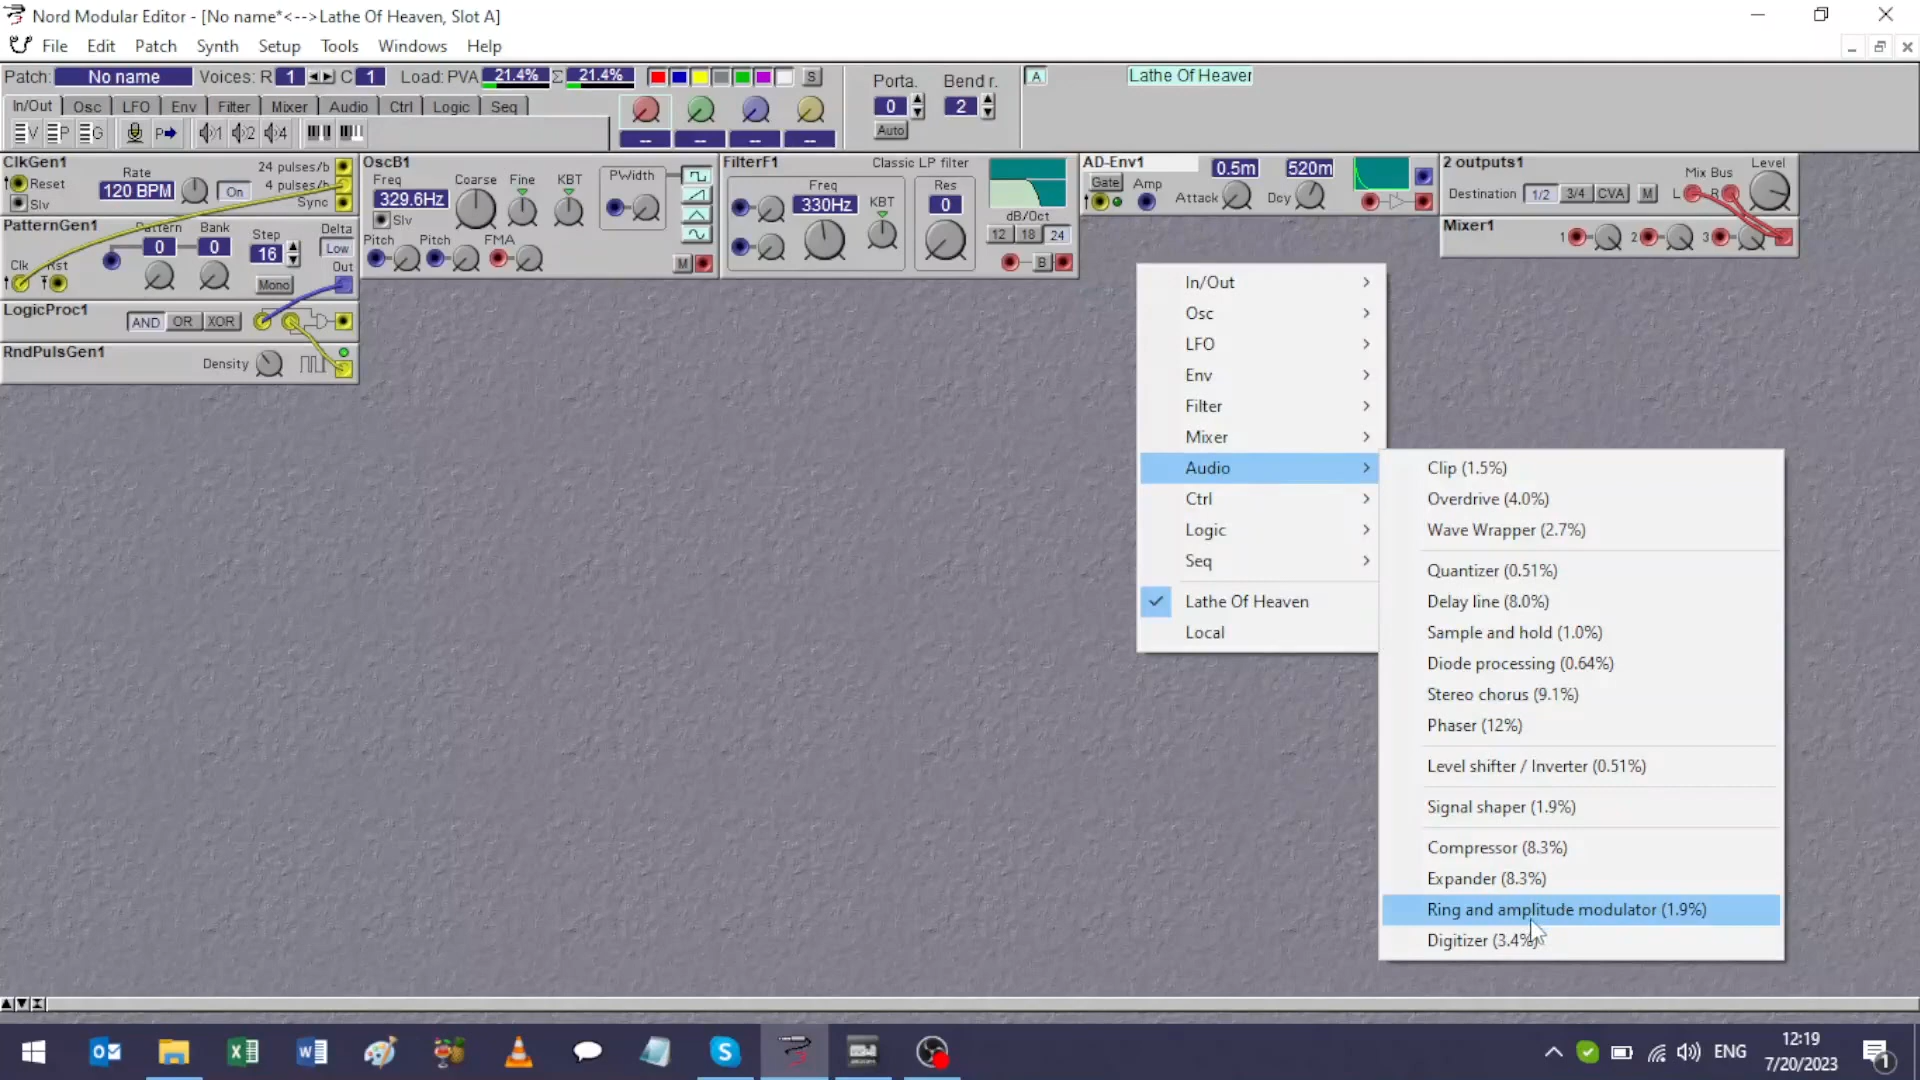 Nord Modular Editor - [No name*<-->Lathe Of Heaven, Slot A]
File Edit Patch Synth Setup Tools Windows Help
Patch: No name Voices: R 1 C 1 Load: PVA 21.4% Σ 21.4% S
Porta. Bend r. A Lathe Of Heaven
In/Out Osc LFO Env Filter Mixer Audio Ctrl Logic Seq
0 2
Auto
V P G P 1 2 4 -- -- -- --
ClkGen1
Reset
Slv
Rate
120 BPM
On
24 pulses/b
4 pulses/b
Sync
PatternGen1
Pattern Bank Step Delta
0 0 16 Low
Clk Rst Mono Out
LogicProc1
AND OR XOR
RndPulsGen1
Density
OscB1
Freq Coarse Fine KBT PWidth
329.6Hz
Slv
Pitch Pitch FMA
M
FilterF1 Classic LP filter
Freq
330Hz
KBT
Res
0
dB/Oct
12 18 24
B
AD-Env1
Gate Amp Attack 0.5m Dcy 520m
2 outputs1
Destination 1/2 3/4 CVA M
Mix Bus
L R
Level
Mixer1
1 2 3
In/Out
Osc
LFO
Env
Filter
Mixer
Audio
Ctrl
Logic
Seq
Lathe Of Heaven
Local
Clip (1.5%)
Overdrive (4.0%)
Wave Wrapper (2.7%)
Quantizer (0.51%)
Delay line (8.0%)
Sample and hold (1.0%)
Diode processing (0.64%)
Stereo chorus (9.1%)
Phaser (12%)
Level shifter / Inverter (0.51%)
Signal shaper (1.9%)
Compressor (8.3%)
Expander (8.3%)
Ring and amplitude modulator (1.9%)
Digitizer (3.4%)
ENG
12:19
7/20/2023
1